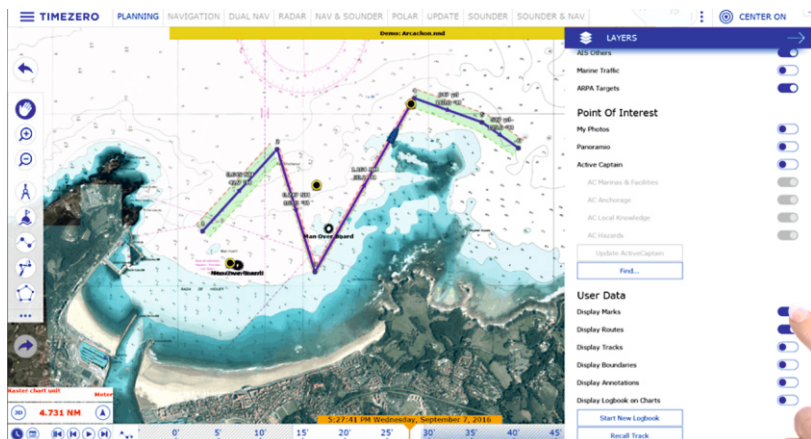 TIMEZERO
PLANNING NAVIGATION DUAL NAV RADAR NAV & SOUNDER POLAR UPDATE SOUNDER SOUNDER & NAV
CENTER ON
Demo: Arcachon.nnd
LAYERS
AIS Others
Marine Traffic
ARPA Targets
Point Of Interest
My Photos
Panoramio
Active Captain
AC Marinas & Facilities
AC Anchorage
AC Local Knowledge
AC Hazards
Update ActiveCaptain
Find...
User Data
Display Marks
Display Routes
Display Tracks
Display Boundaries
Display Annotations
Display Logbook on Charts
Start New Logbook
Recall Track
Man Over Board
Raster chart unit
Meter
3D
4.731 NM
5:27:41 PM Wednesday, September 7, 2016
0' 5' 10' 15' 20' 25' 30' 35' 40' 45'